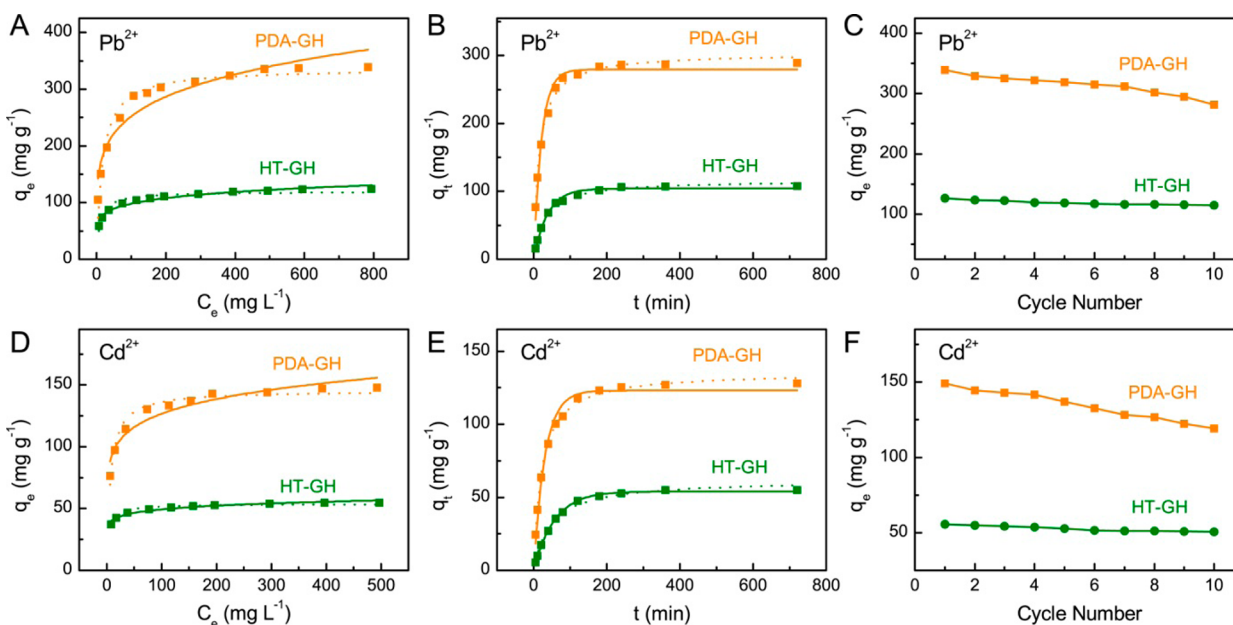 A
Pb2+
PDA-GH
HT-GH
qe (mg g-1)
400
300
200
100
0
0
200
400
600
800
Ce (mg L-1)
B
Pb2+
PDA-GH
HT-GH
qt (mg g-1)
300
200
100
0
0
200
400
600
800
t (min)
C
Pb2+
PDA-GH
HT-GH
qe (mg g-1)
400
300
200
100
0
2
4
6
8
10
Cycle Number
D
Cd2+
PDA-GH
HT-GH
qe (mg g-1)
150
100
50
0
0
100
200
300
400
500
Ce (mg L-1)
E
Cd2+
PDA-GH
HT-GH
qt (mg g-1)
150
100
50
0
0
200
400
600
800
t (min)
F
Cd2+
PDA-GH
HT-GH
qe (mg g-1)
150
100
50
0
2
4
6
8
10
Cycle Number